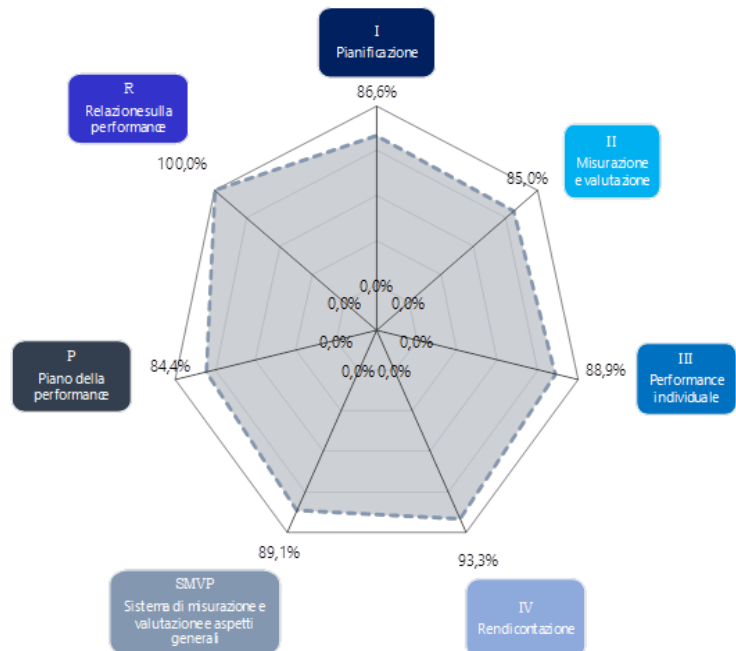 I
Pianificazione
86,6%
R
Relazione sulla
performance
100,0%
II
Misurazione
e valutazione
85,0%
0,0%
0,0%
0,0%
0,0%
0,0%
0,0%
0,0%
P
Piano della
performance
84,4%
III
Performance
individuale
88,9%
89,1%
93,3%
SMVP
Sistema di misurazione e
valutazione e aspetti
generali
IV
Rendicontazione